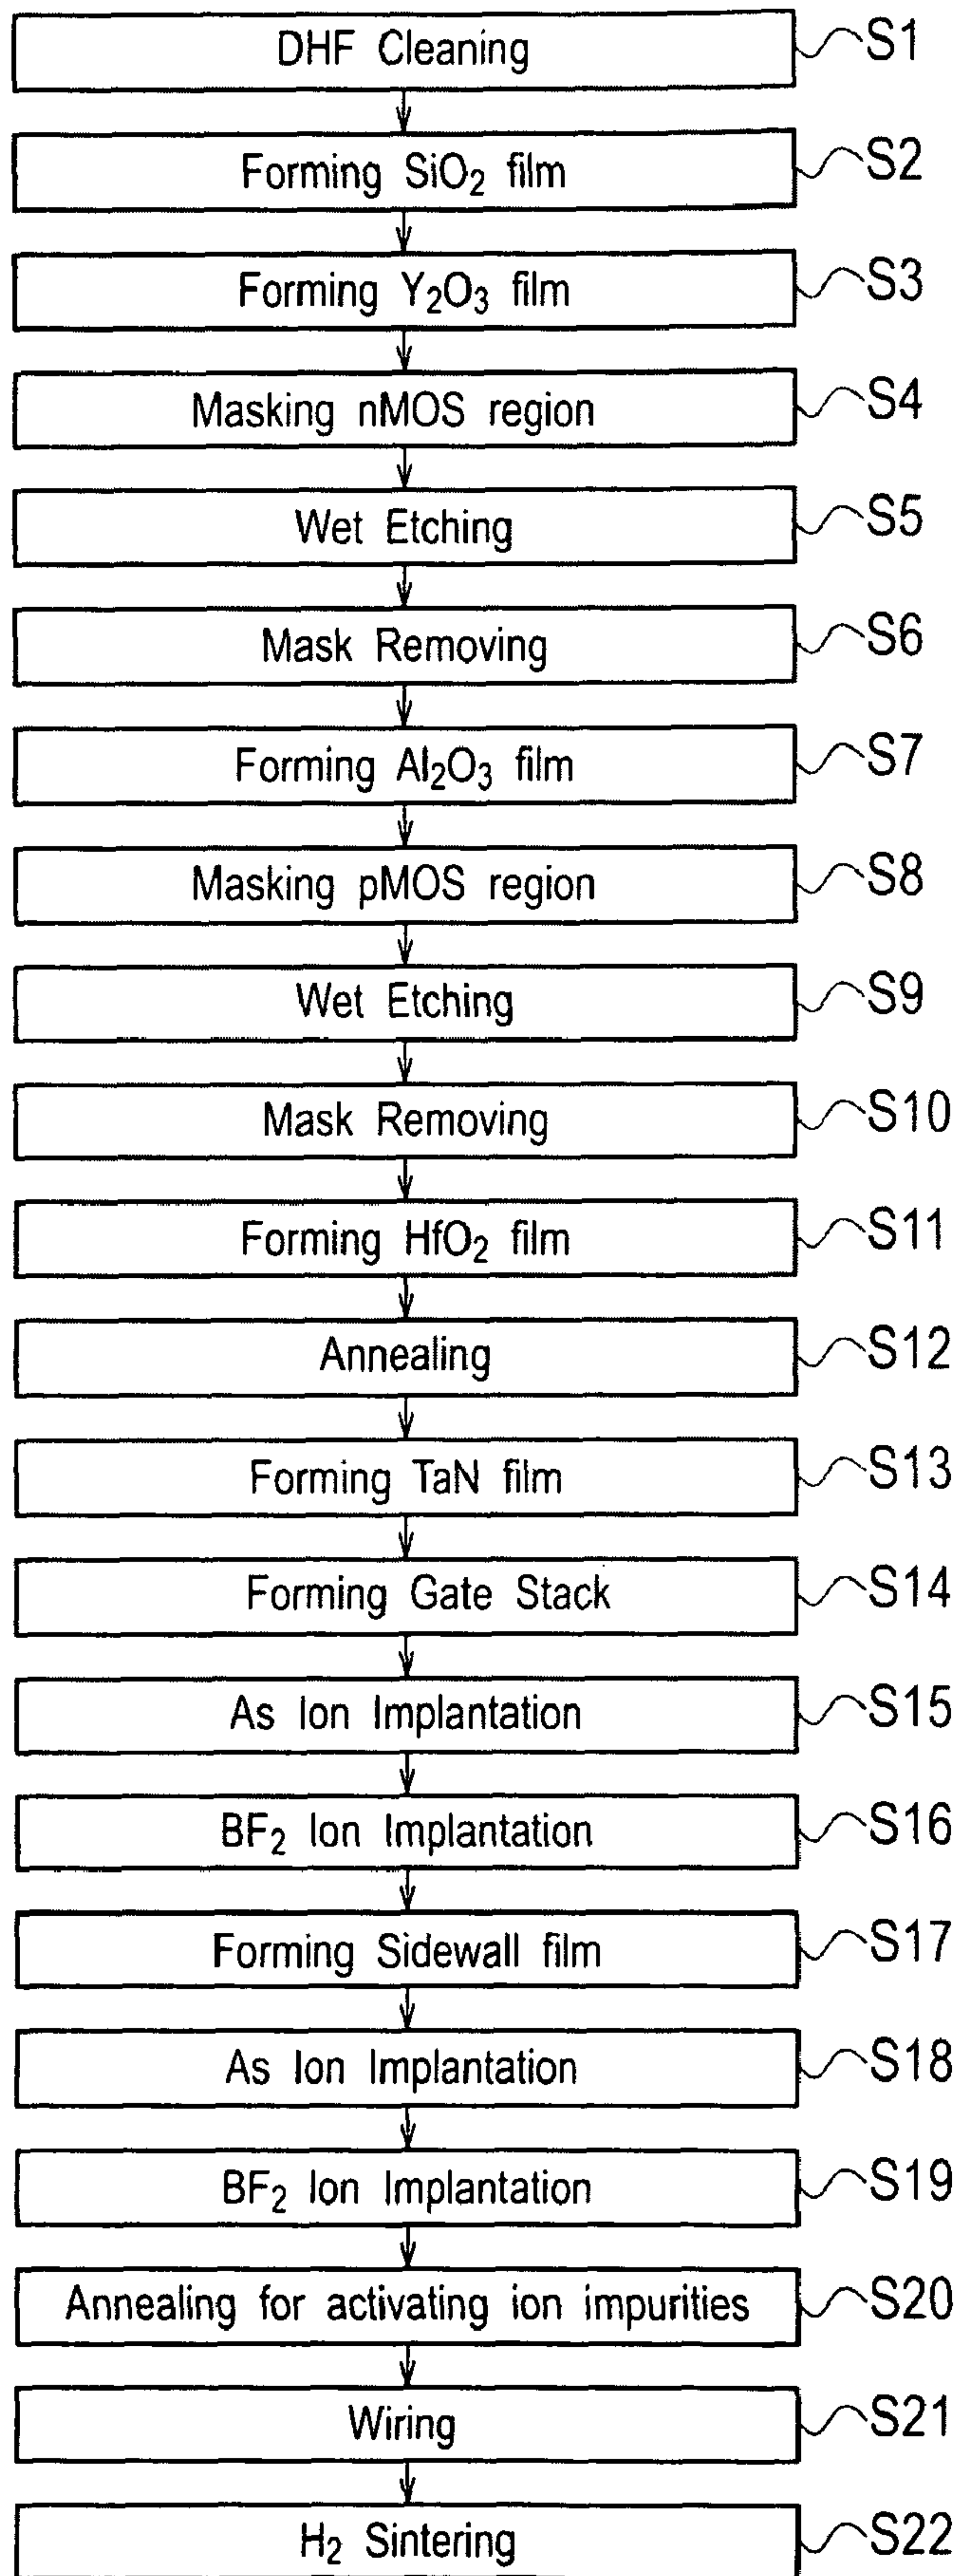 DHF Cleaning S1
Forming SiO₂ film S2
Forming Y₂O₃ film S3
Masking nMOS region S4
Wet Etching S5
Mask Removing S6
Forming Al₂O₃ film S7
Masking pMOS region S8
Wet Etching S9
Mask Removing S10
Forming HfO₂ film S11
Annealing S12
Forming TaN film S13
Forming Gate Stack S14
As Ion Implantation S15
BF₂ Ion Implantation S16
Forming Sidewall film S17
As Ion Implantation S18
BF₂ Ion Implantation S19
Annealing for activating ion impurities S20
Wiring S21
H₂ Sintering S22